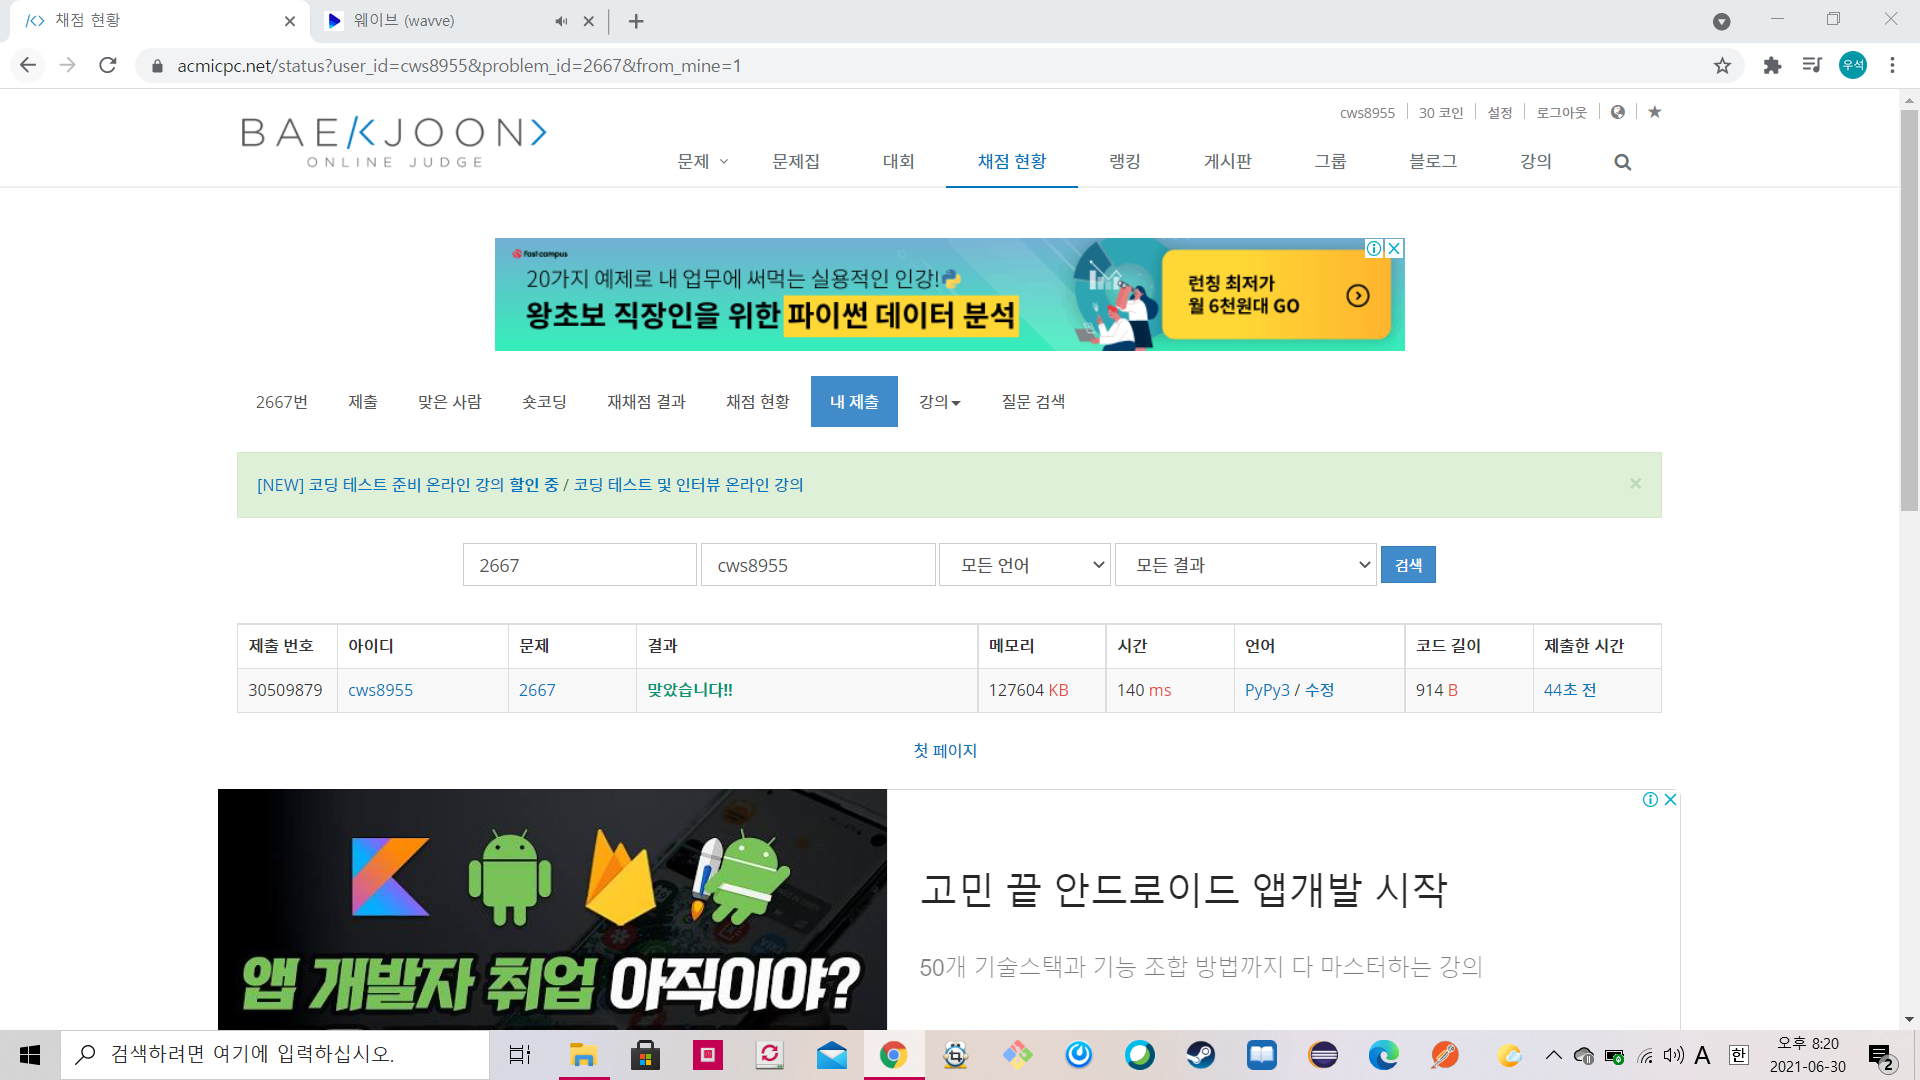 채점 현황
웨이브 (wavve)
acmicpc.net/status?user_id=cws8955&problem_id=2667&from_mine=1
우석
cws8955 30 코인 설정 로그아웃
BAEKJOON
ONLINE JUDGE
문제 문제집 대회 채점 현황 랭킹 게시판 그룹 블로그 강의
fast campus
20가지 예제로 내 업무에 써먹는 실용적인 인강!
왕초보 직장인을 위한 파이썬 데이터 분석
런칭 최저가
월 6천원대 GO
2667번 제출 맞은 사람 숏코딩 재채점 결과 채점 현황 내 제출 강의 질문 검색
[NEW] 코딩 테스트 준비 온라인 강의 할인 중 / 코딩 테스트 및 인터뷰 온라인 강의
×
2667 cws8955 모든 언어 모든 결과 검색
제출 번호 아이디 문제 결과 메모리 시간 언어 코드 길이 제출한 시간
30509879 cws8955 2667 맞았습니다!! 127604 KB 140 ms PyPy3 / 수정 914 B 44초 전
첫 페이지
앱 개발자 취업 아직이야?
고민 끝 안드로이드 앱개발 시작
50개 기술스택과 기능 조합 방법까지 다 마스터하는 강의
검색하려면 여기에 입력하십시오.
A 한
오후 8:20
2021-06-30
2